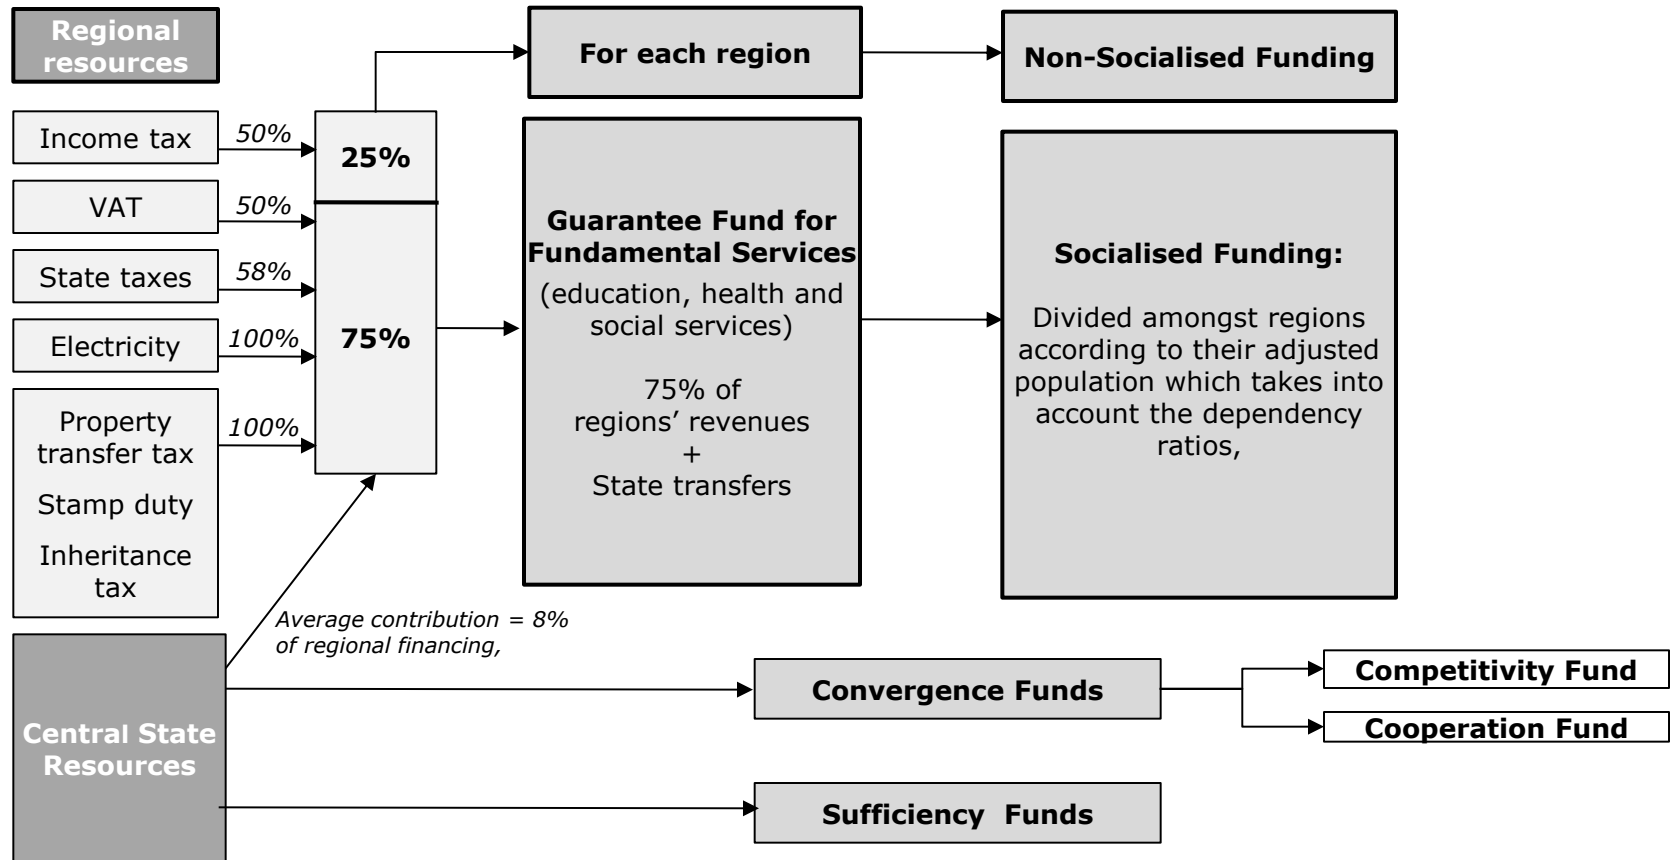 Regional
resources
For each region
Non-Socialised Funding
Income tax
50%
25%
VAT
50%
State taxes
58%
Electricity
100%
75%
Property
transfer tax
100%
Stamp duty
Inheritance
tax
Guarantee Fund for
Fundamental Services
(education, health and
social services)
75% of
regions’ revenues
+
State transfers
Socialised Funding:
Divided amongst regions
according to their adjusted
population which takes into
account the dependency
ratios,
Average contribution = 8%
of regional financing,
Central State
Resources
Convergence Funds
Competitivity Fund
Cooperation Fund
Sufficiency Funds